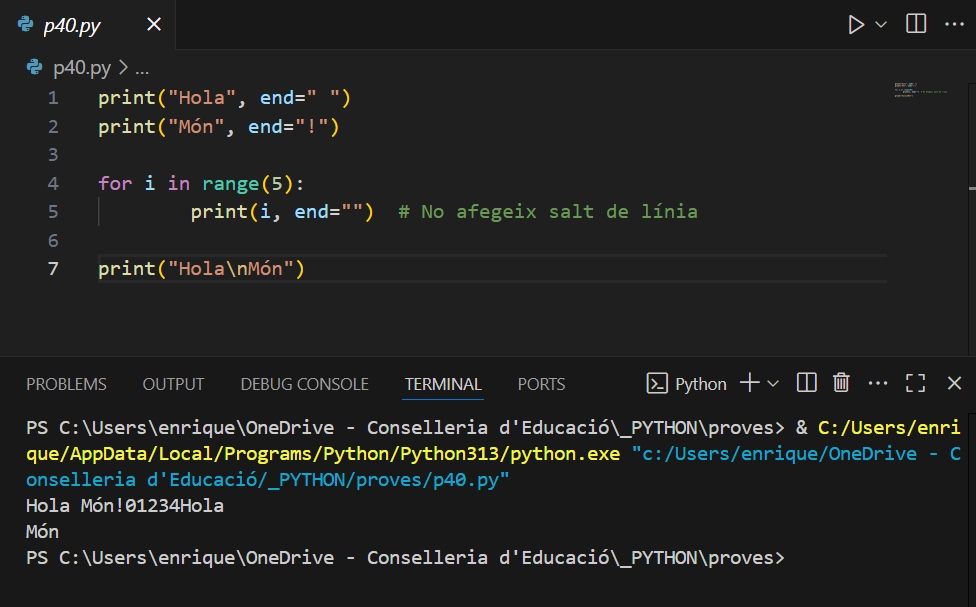 p40.py
p40.py > ...
1 print("Hola", end=" ")
2 print("Món", end="!")
3
4 for i in range(5):
5         print(i, end="")  # No afegeix salt de línia
6
7 print("Hola\nMón")
PROBLEMS OUTPUT DEBUG CONSOLE TERMINAL PORTS Python
PS C:\Users\enrique\OneDrive - Conselleria d'Educació\_PYTHON\proves> & C:/Users/enri
que/AppData/Local/Programs/Python/Python313/python.exe "c:/Users/enrique/OneDrive - C
onselleria d'Educació/_PYTHON/proves/p40.py"
Hola Món!01234Hola
Món
PS C:\Users\enrique\OneDrive - Conselleria d'Educació\_PYTHON\proves>